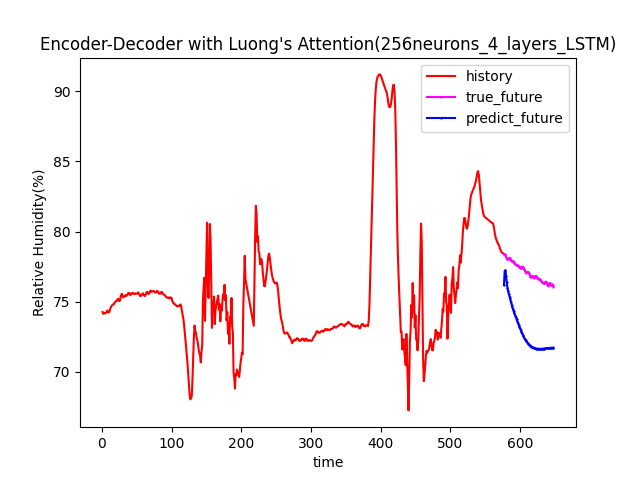 Encoder-Decoder with Luong's Attention(256neurons_4_layers_LSTM)
history
true_future
predict_future
Relative Humidity(%)
90
85
80
75
70
0 100 200 300 400 500 600
time